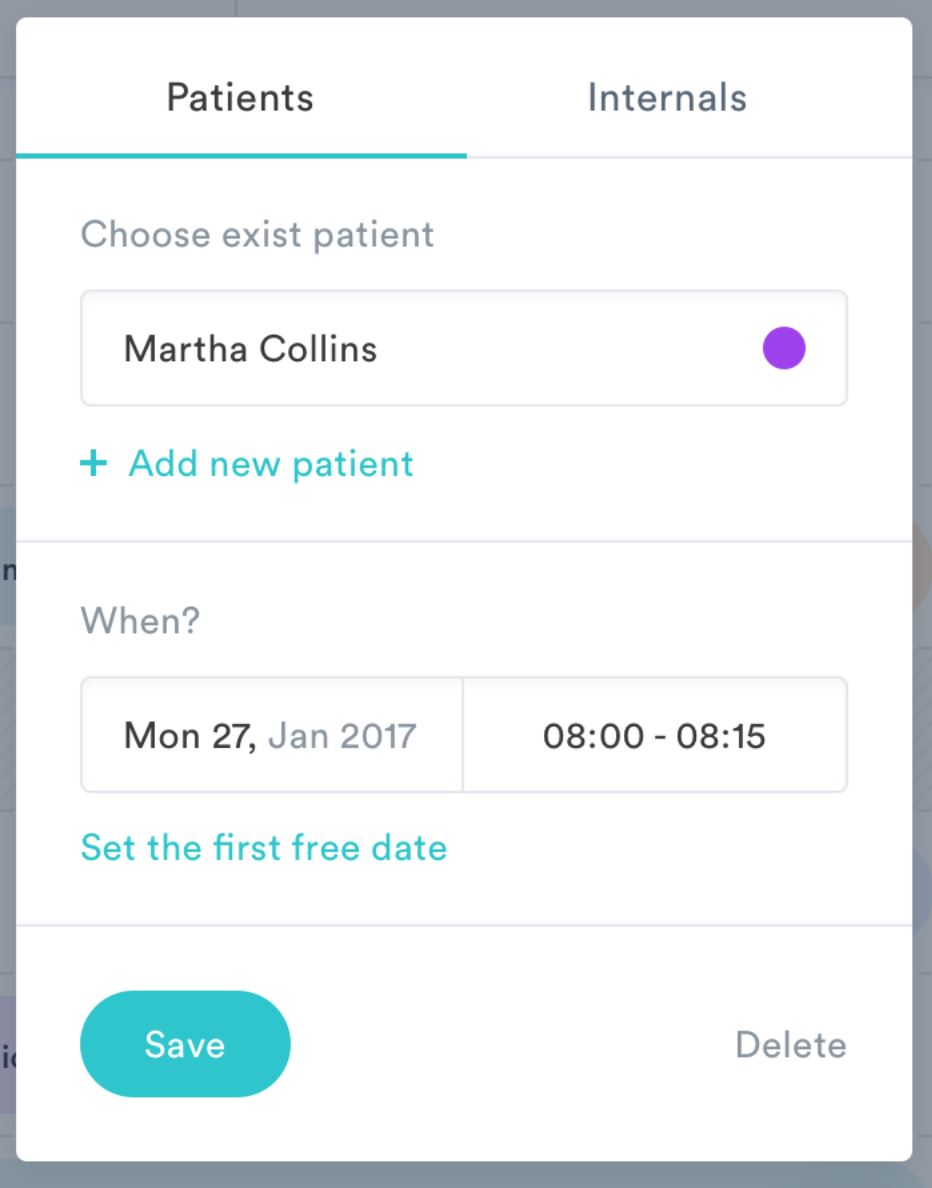 Patients Internals
Choose exist patient
Martha Collins
+ Add new patient
When?
Mon 27, Jan 2017 08:00 - 08:15
Set the first free date
Save Delete